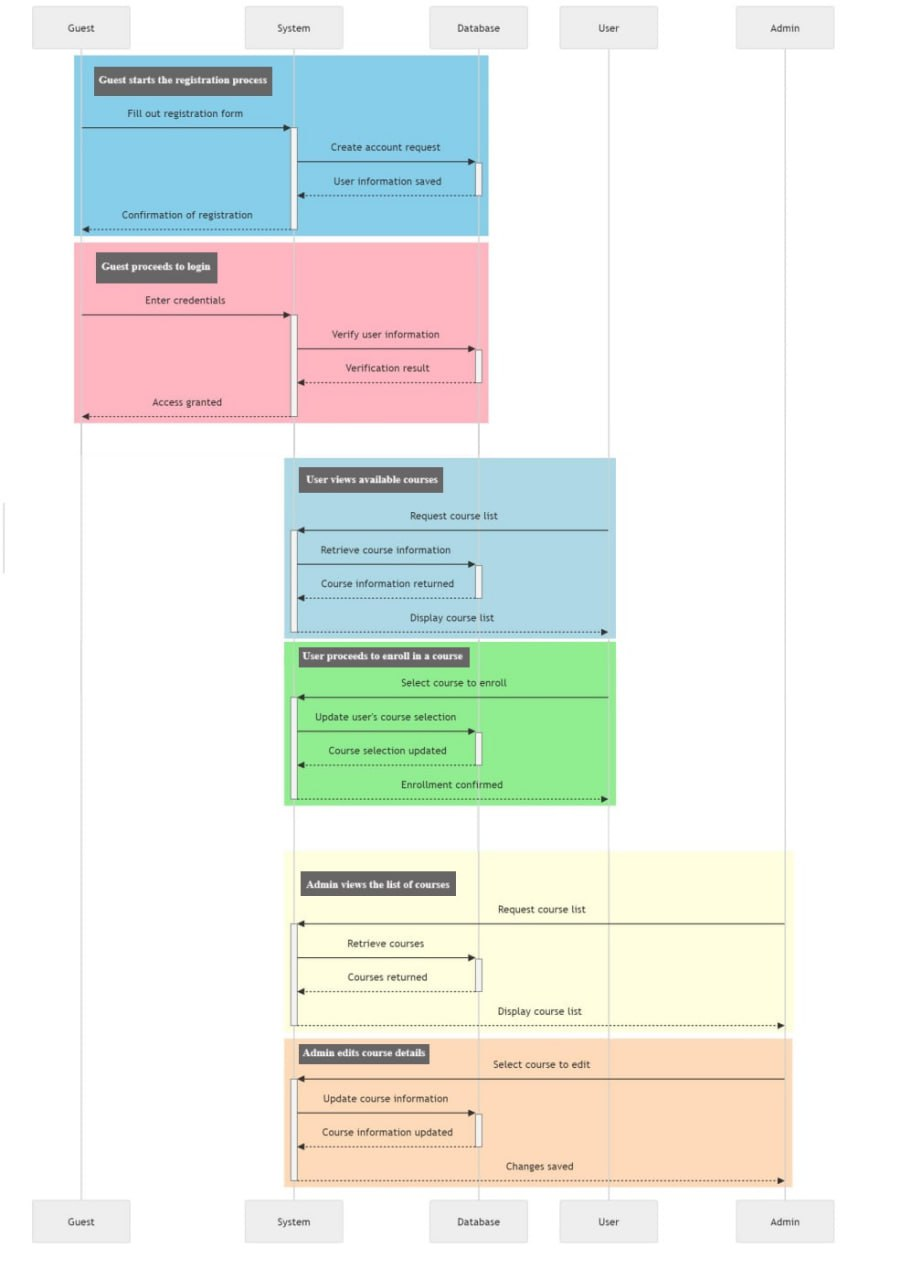 Guest
System
Database
User
Admin
Guest starts the registration process
Fill out registration form
Create account request
User information saved
Confirmation of registration
Guest proceeds to login
Enter credentials
Verify user information
Verification result
Access granted
User views available courses
Request course list
Retrieve course information
Course information returned
Display course list
User proceeds to enroll in a course
Select course to enroll
Update user's course selection
Course selection updated
Enrollment confirmed
Admin views the list of courses
Request course list
Retrieve courses
Courses returned
Display course list
Admin edits course details
Select course to edit
Update course information
Course information updated
Changes saved
Guest
System
Database
User
Admin